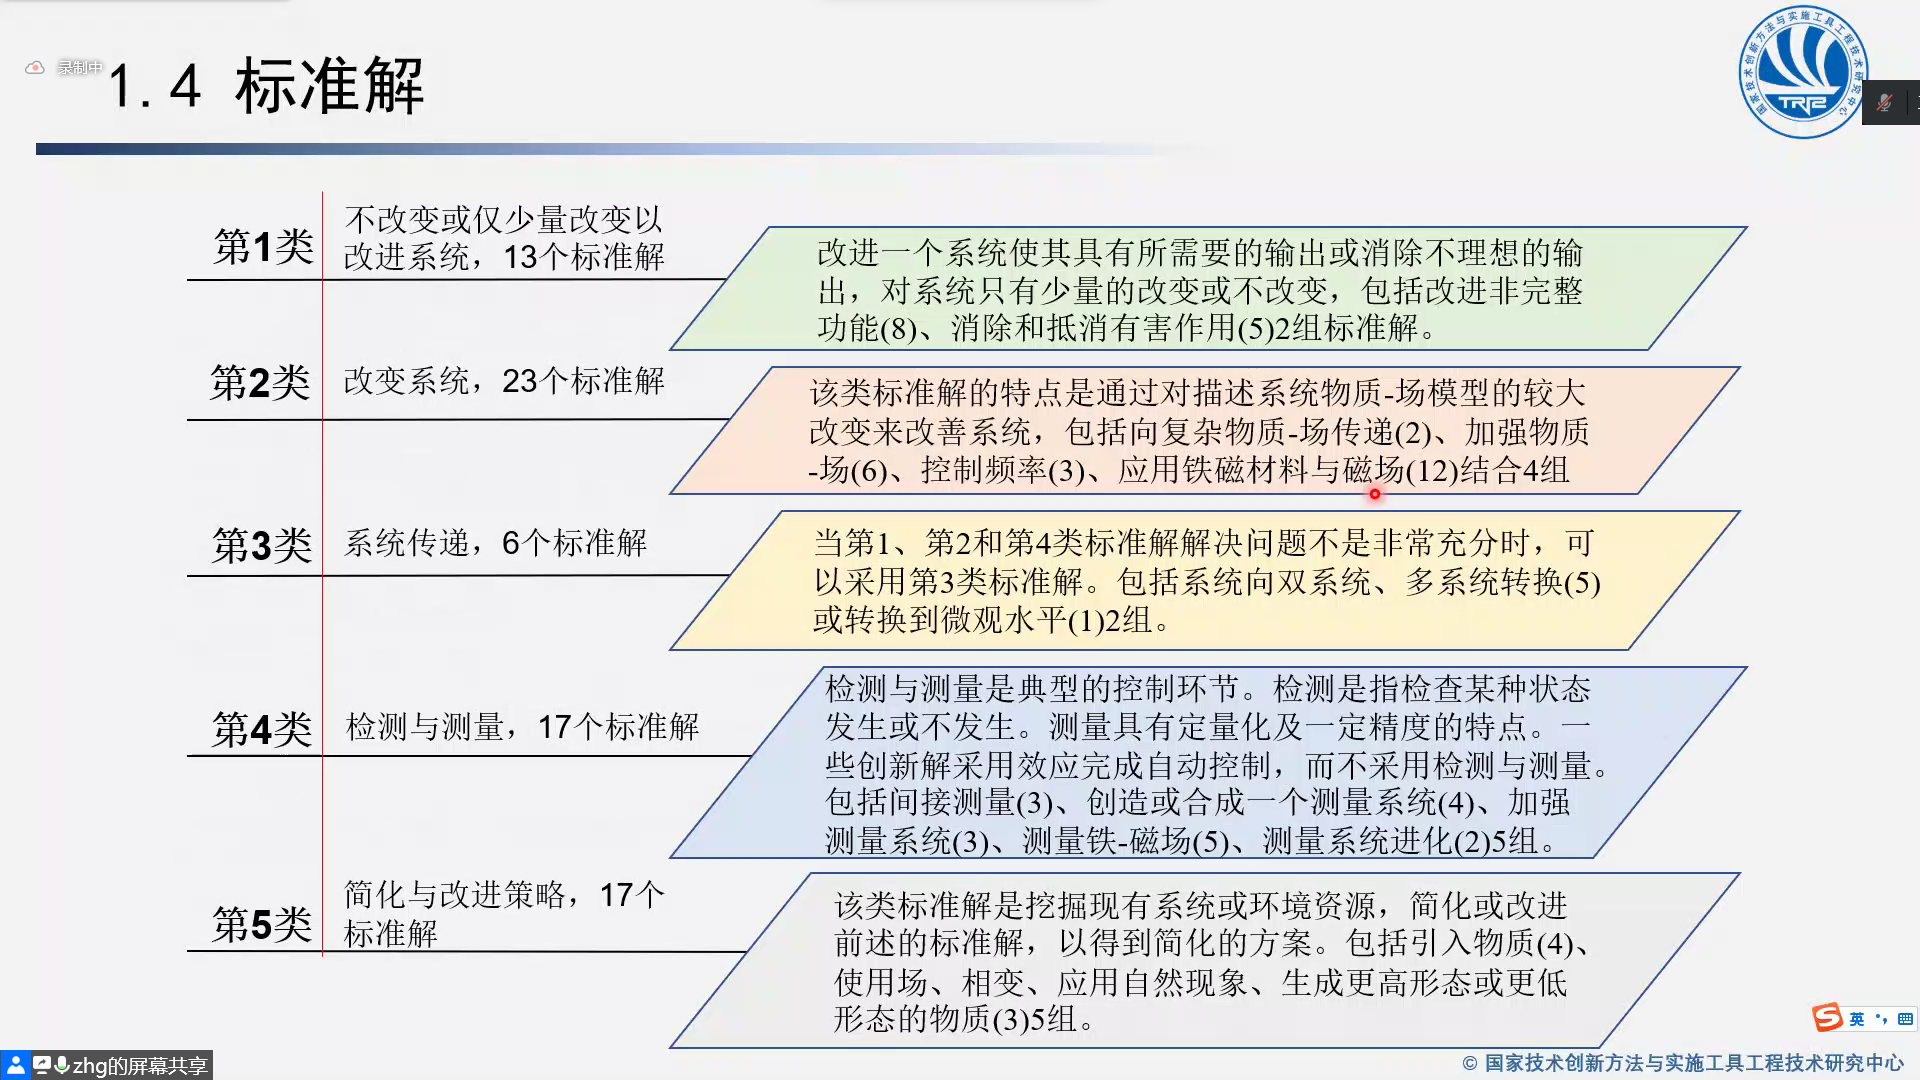 录制中
1.4 标准解
国家技术创新方法与实施工具工程技术研究中心
TRIZ
第1类
不改变或仅少量改变以
改进系统，13个标准解
改进一个系统使其具有所需要的输出或消除不理想的输
出，对系统只有少量的改变或不改变，包括改进非完整
功能(8)、消除和抵消有害作用(5)2组标准解。
第2类
改变系统，23个标准解
该类标准解的特点是通过对描述系统物质-场模型的较大
改变来改善系统，包括向复杂物质-场传递(2)、加强物质
-场(6)、控制频率(3)、应用铁磁材料与磁场(12)结合4组
第3类
系统传递，6个标准解
当第1、第2和第4类标准解解决问题不是非常充分时，可
以采用第3类标准解。包括系统向双系统、多系统转换(5)
或转换到微观水平(1)2组。
第4类
检测与测量，17个标准解
检测与测量是典型的控制环节。检测是指检查某种状态
发生或不发生。测量具有定量化及一定精度的特点。一
些创新解采用效应完成自动控制，而不采用检测与测量。
包括间接测量(3)、创造或合成一个测量系统(4)、加强
测量系统(3)、测量铁-磁场(5)、测量系统进化(2)5组。
第5类
简化与改进策略，17个
标准解
该类标准解是挖掘现有系统或环境资源，简化或改进
前述的标准解，以得到简化的方案。包括引入物质(4)、
使用场、相变、应用自然现象、生成更高形态或更低
形态的物质(3)5组。
英
zhg的屏幕共享
© 国家技术创新方法与实施工具工程技术研究中心